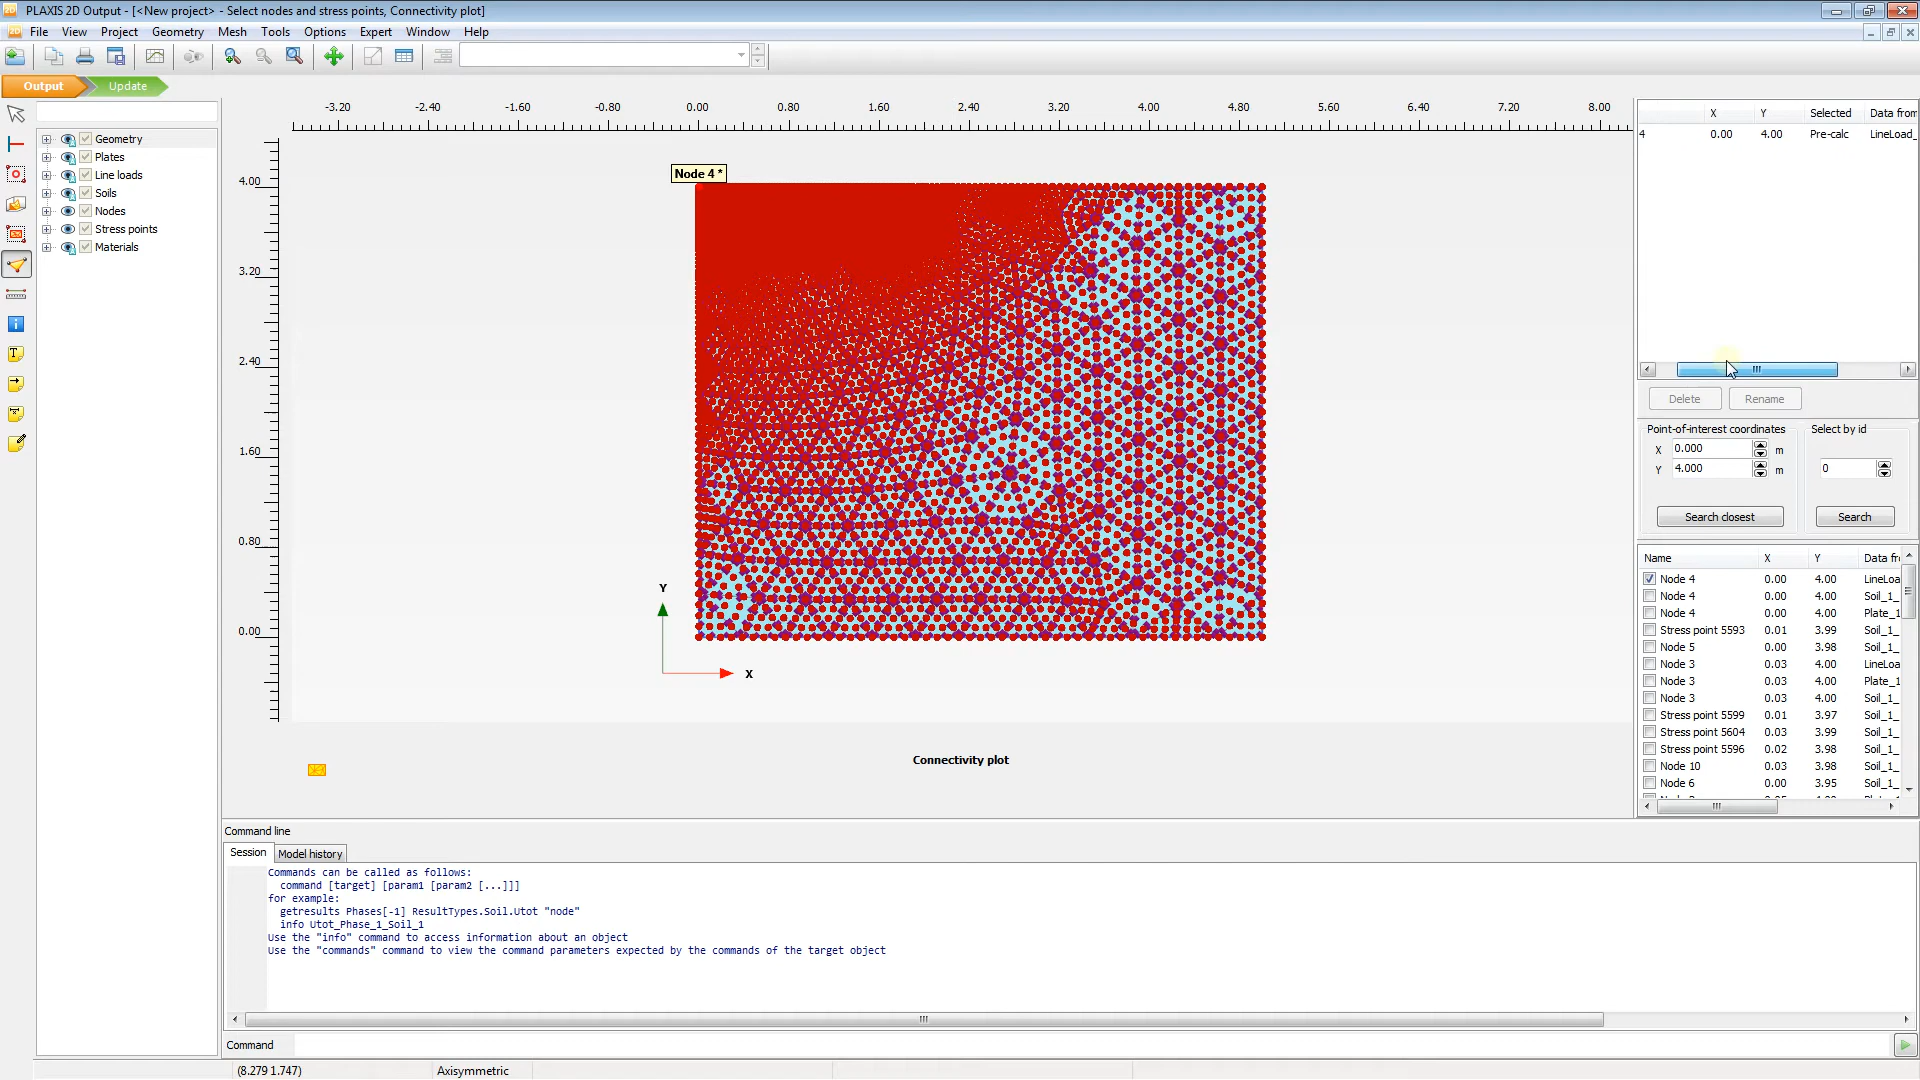 PLAXIS 2D Output - [<New project> - Select nodes and stress points, Connectivity plot]
File View Project Geometry Mesh Tools Options Expert Window Help
Output Update
Geometry
Plates
Line loads
Soils
Nodes
Stress points
Materials
-3.20 -2.40 -1.60 -0.80 0.00 0.80 1.60 2.40 3.20 4.00 4.80 5.60 6.40 7.20 8.00
4.00
3.20
2.40
1.60
0.80
0.00
Node 4 *
Y
X
Connectivity plot
X Y Selected Data from
4 0.00 4.00 Pre-calc LineLoad_
Delete Rename
Point-of-interest coordinates Select by id
X 0.000 m
Y 4.000 m
0
Search closest Search
Name X Y Data fr
Node 4 0.00 4.00 LineLoa
Node 4 0.00 4.00 Soil_1_
Node 4 0.00 4.00 Plate_1
Stress point 5593 0.01 3.99 Soil_1_
Node 5 0.00 3.98 Soil_1_
Node 3 0.03 4.00 LineLoa
Node 3 0.03 4.00 Plate_1
Node 3 0.03 4.00 Soil_1_
Stress point 5599 0.01 3.97 Soil_1_
Stress point 5604 0.03 3.99 Soil_1_
Stress point 5596 0.02 3.98 Soil_1_
Node 10 0.03 3.98 Soil_1_
Node 6 0.00 3.95 Soil_1_
Command line
Session Model history
Commands can be called as follows:
command [target] [param1 [param2 [...]]]
for example:
getresults Phases[-1] ResultTypes.Soil.Utot "node"
info Utot_Phase_1_Soil_1
Use the "info" command to access information about an object
Use the "commands" command to view the command parameters expected by the commands of the target object
Command
(8.279 1.747) Axisymmetric